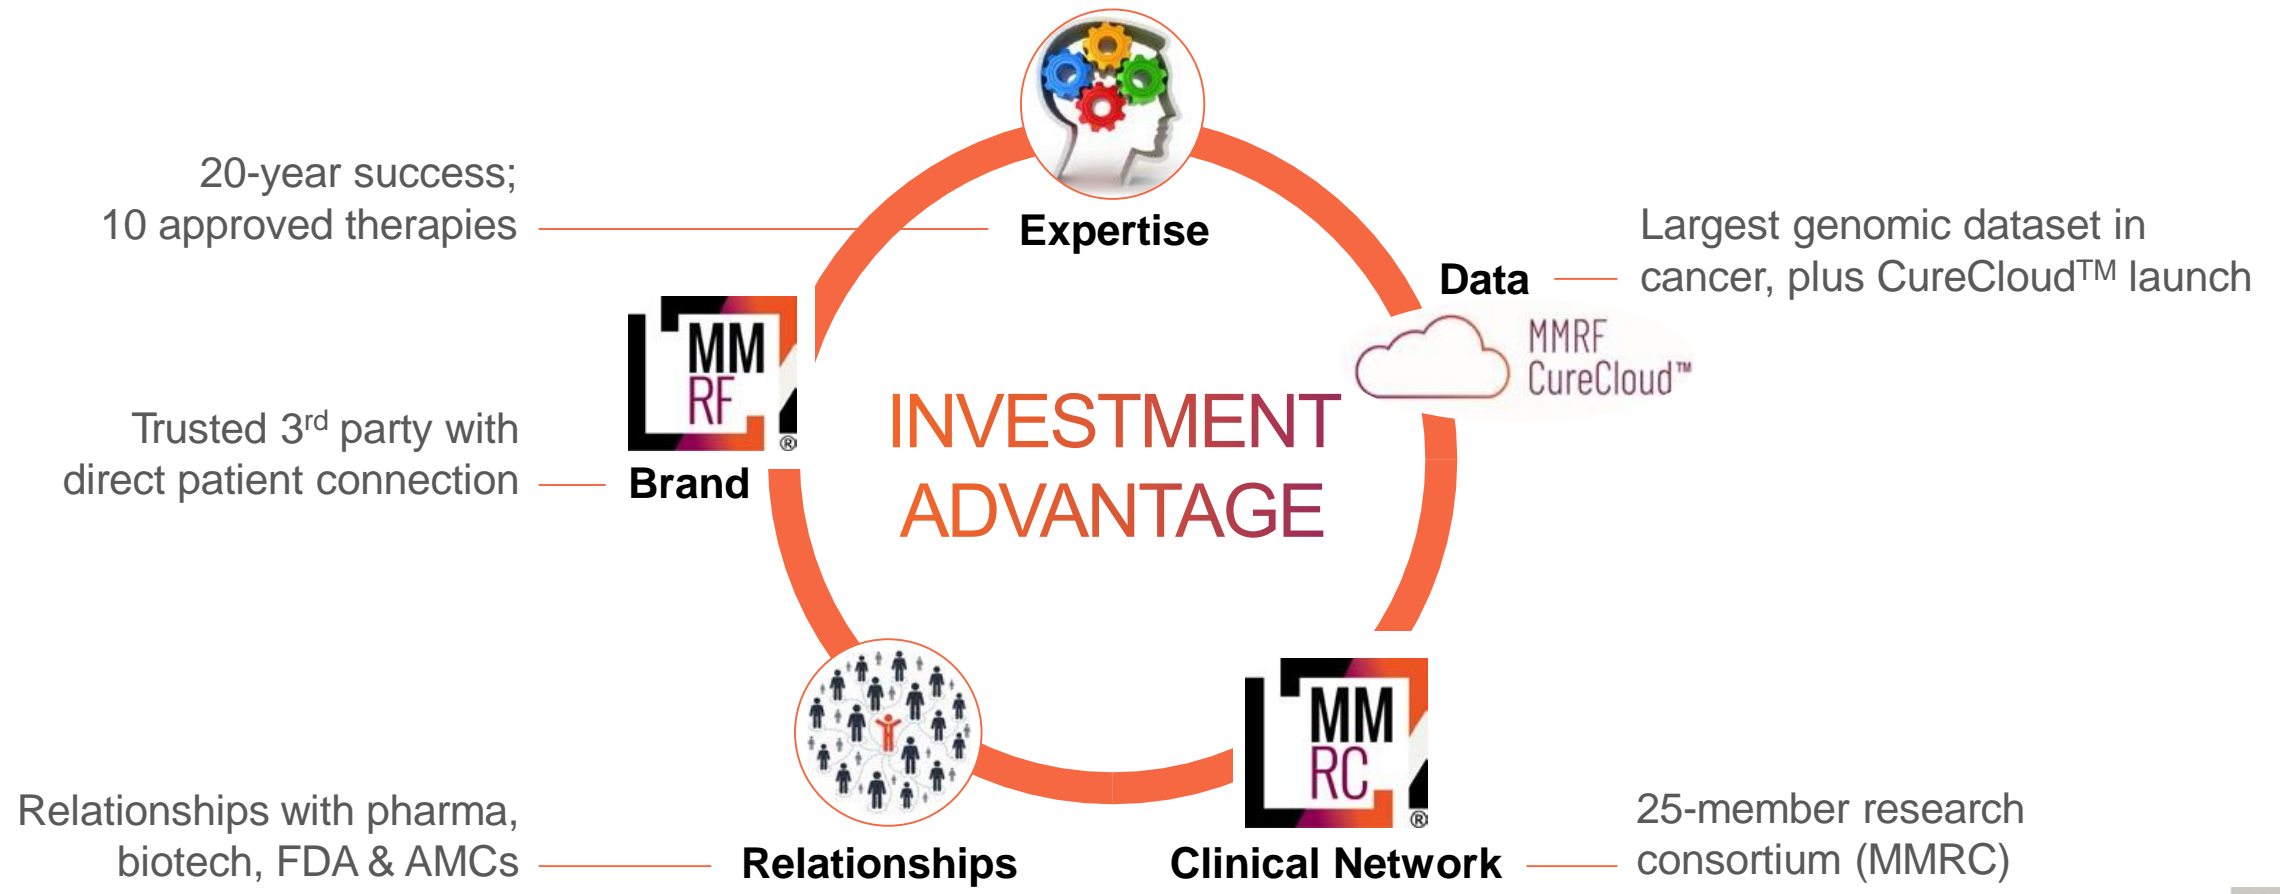 20-year success;
10 approved therapies
Expertise
Data
Largest genomic dataset in
cancer, plus CureCloud™ launch
MMRF
CureCloud™
MM
RF
®
Brand
Trusted 3rd party with
direct patient connection
INVESTMENT
ADVANTAGE
Relationships with pharma,
biotech, FDA & AMCs
Relationships
MM
RC
®
Clinical Network
25-member research
consortium (MMRC)